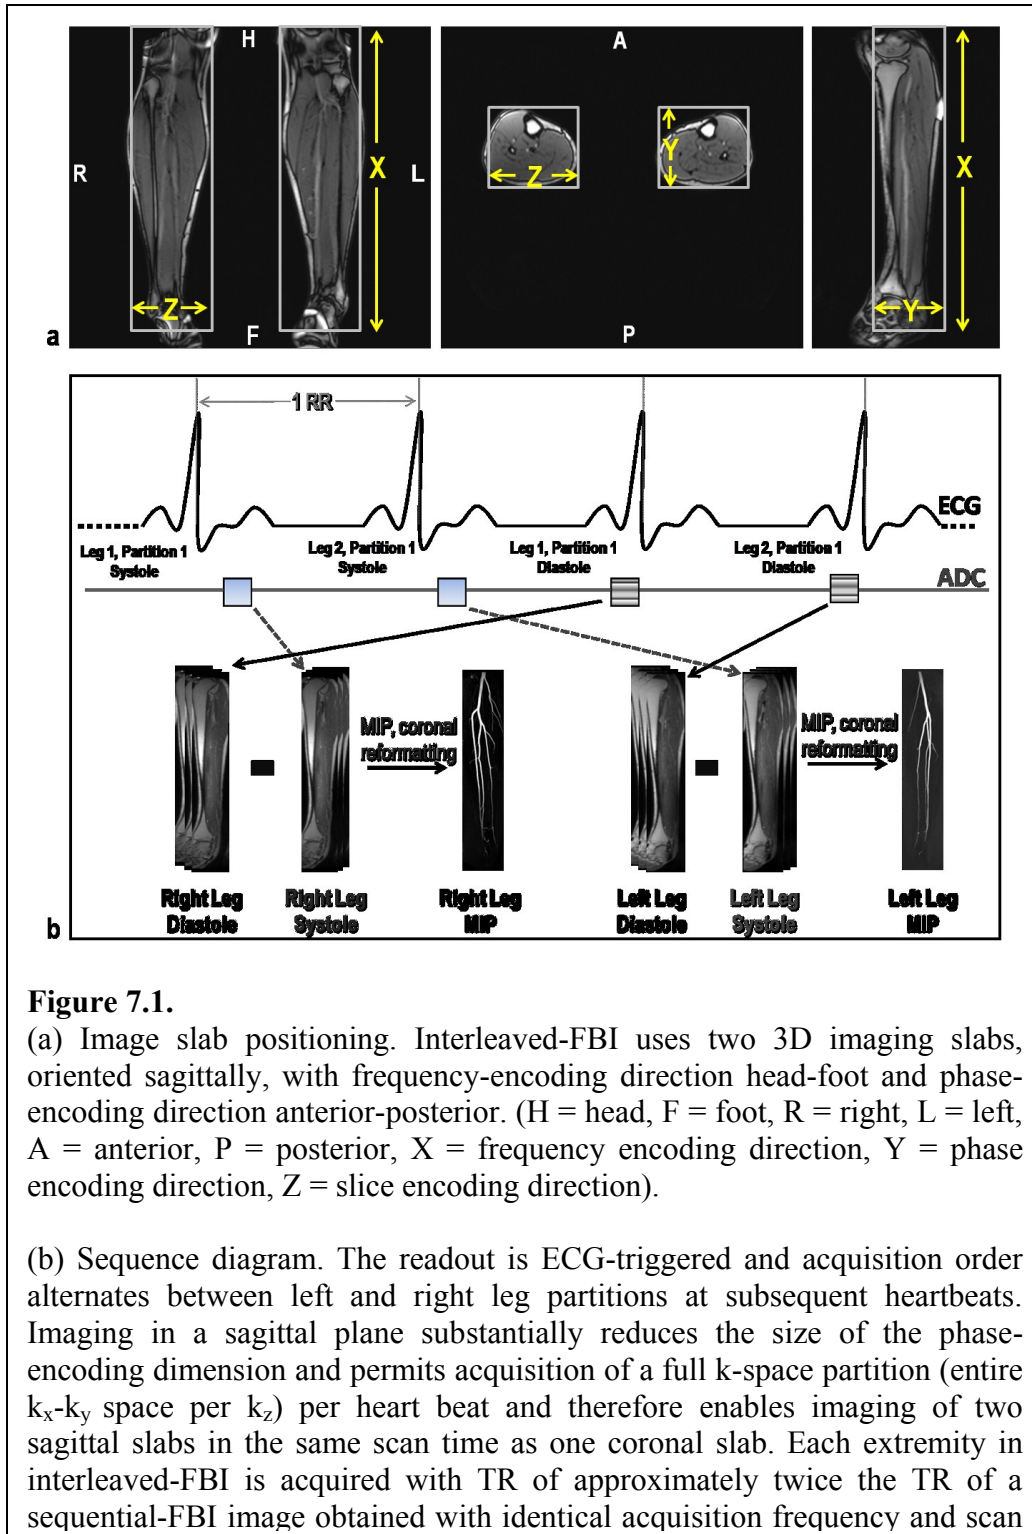 H
A
R
X
L
Y
Z
X
Z
Y
a
F
P
1 RR
ECG
Leg 1, Partition 1
Systole
Leg 2, Partition 1
Systole
Leg 1, Partition 1
Diastole
Leg 2, Partition 1
Diastole
ADC
MIP, coronal
reformatting
MIP, coronal
reformatting
Right Leg
Diastole
Right Leg
Systole
Right Leg
MIP
Left Leg
Diastole
Left Leg
Systole
Left Leg
MIP
b
Figure 7.1.
(a) Image slab positioning. Interleaved-FBI uses two 3D imaging slabs,
oriented sagittally, with frequency-encoding direction head-foot and phase-
encoding direction anterior-posterior. (H = head, F = foot, R = right, L = left,
A = anterior, P = posterior, X = frequency encoding direction, Y = phase
encoding direction, Z = slice encoding direction).
(b) Sequence diagram. The readout is ECG-triggered and acquisition order
alternates between left and right leg partitions at subsequent heartbeats.
Imaging in a sagittal plane substantially reduces the size of the phase-
encoding dimension and permits acquisition of a full k-space partition (entire
kx-ky space per kz) per heart beat and therefore enables imaging of two
sagittal slabs in the same scan time as one coronal slab. Each extremity in
interleaved-FBI is acquired with TR of approximately twice the TR of a
sequential-FBI image obtained with identical acquisition frequency and scan